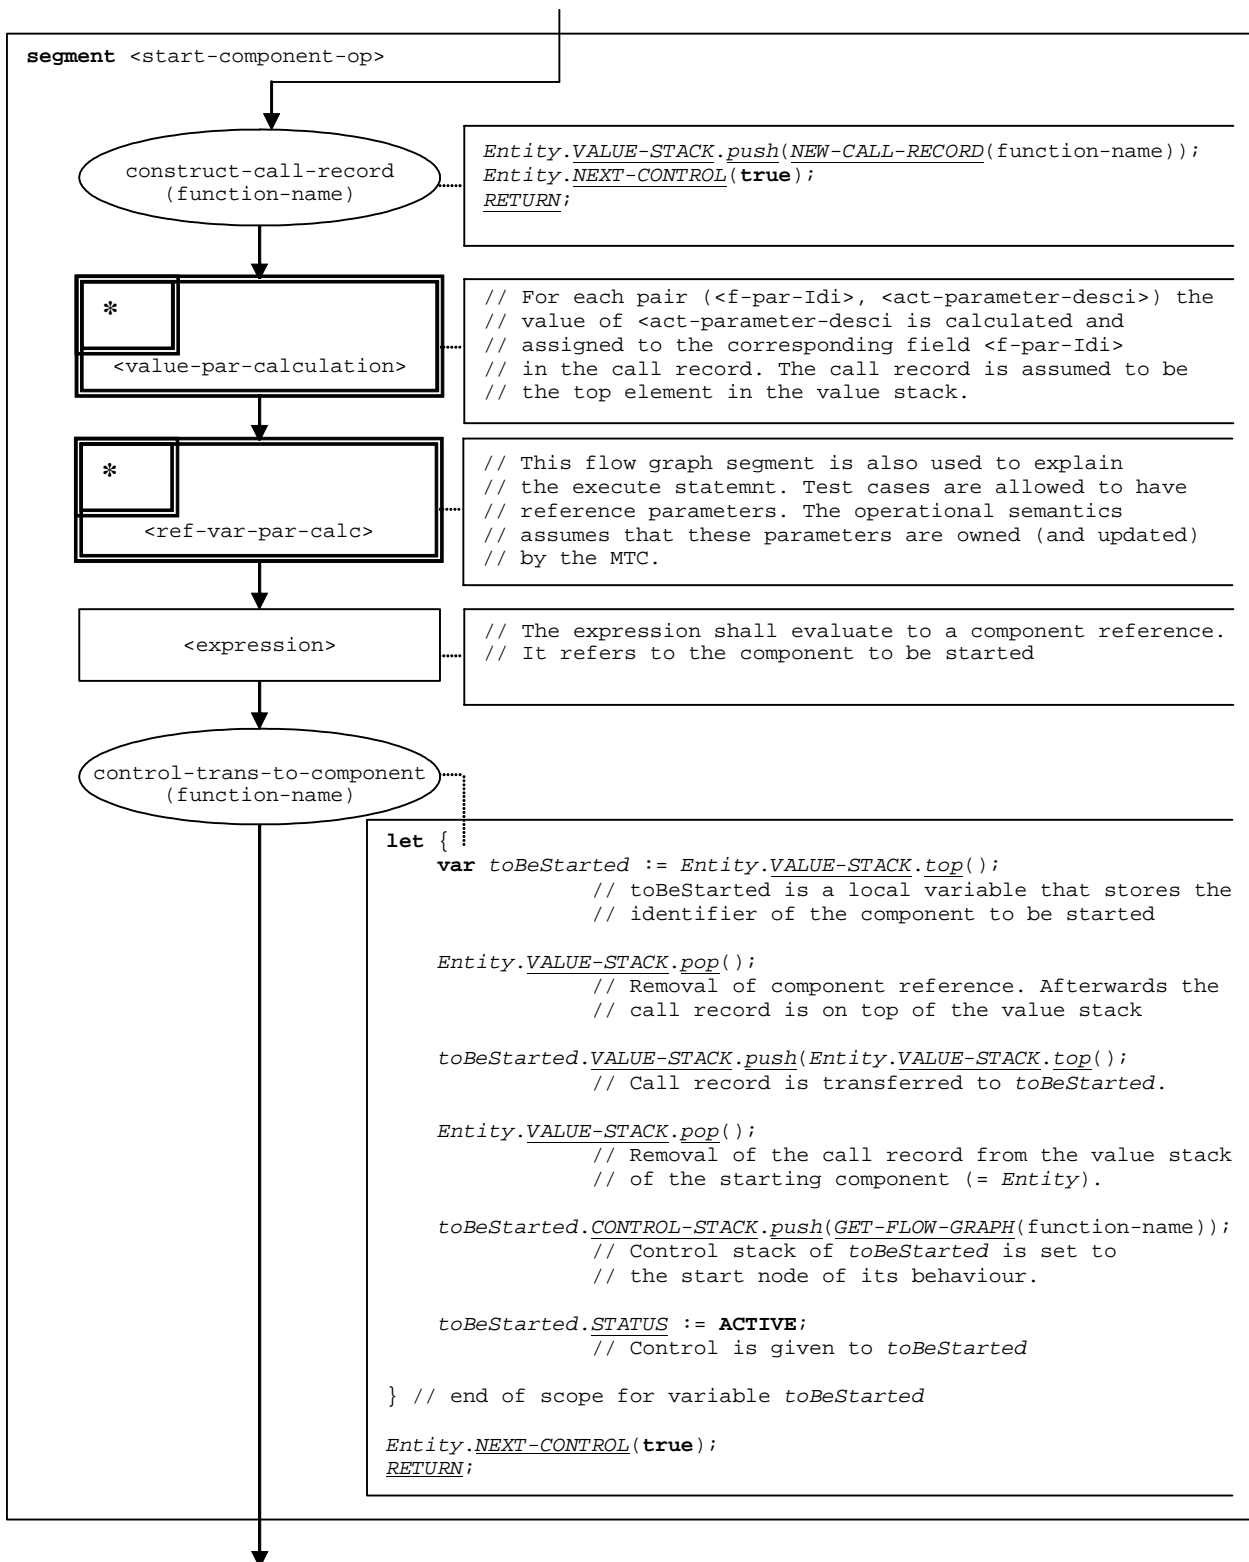 segment <start-component-op>
construct-call-record
(function-name)
Entity.VALUE-STACK.push(NEW-CALL-RECORD(function-name));
Entity.NEXT-CONTROL(true);
RETURN;
*
<value-par-calculation>
// For each pair (<f-par-Idi>, <act-parameter-desci>) the
// value of <act-parameter-desci is calculated and
// assigned to the corresponding field <f-par-Idi>
// in the call record. The call record is assumed to be
// the top element in the value stack.
*
<ref-var-par-calc>
// This flow graph segment is also used to explain
// the execute statemnt. Test cases are allowed to have
// reference parameters. The operational semantics
// assumes that these parameters are owned (and updated)
// by the MTC.
<expression>
// The expression shall evaluate to a component reference.
// It refers to the component to be started
control-trans-to-component
(function-name)
let {
var toBeStarted := Entity.VALUE-STACK.top();
// toBeStarted is a local variable that stores the
// identifier of the component to be started
Entity.VALUE-STACK.pop();
// Removal of component reference. Afterwards the
// call record is on top of the value stack
toBeStarted.VALUE-STACK.push(Entity.VALUE-STACK.top();
// Call record is transferred to toBeStarted.
Entity.VALUE-STACK.pop();
// Removal of the call record from the value stack
// of the starting component (= Entity).
toBeStarted.CONTROL-STACK.push(GET-FLOW-GRAPH(function-name));
// Control stack of toBeStarted is set to
// the start node of its behaviour.
toBeStarted.STATUS := ACTIVE;
// Control is given to toBeStarted
} // end of scope for variable toBeStarted
Entity.NEXT-CONTROL(true);
RETURN;